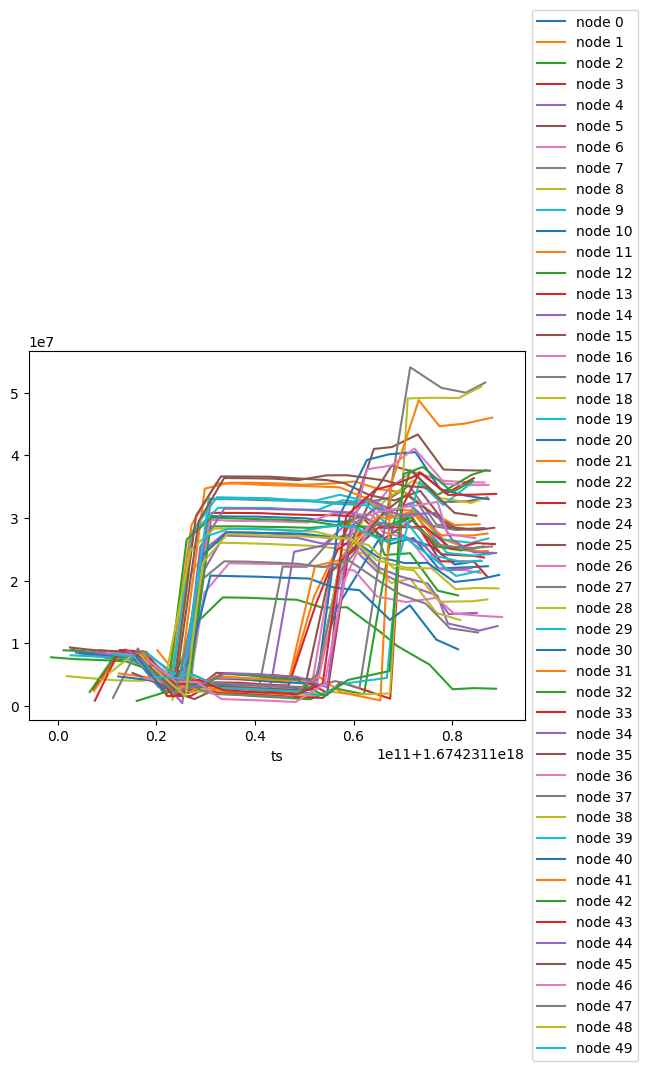 1e7
5
4
3
2
1
0
0.0 0.2 0.4 0.6 0.8
1e11+1.6742311e18
ts
node 0
node 1
node 2
node 3
node 4
node 5
node 6
node 7
node 8
node 9
node 10
node 11
node 12
node 13
node 14
node 15
node 16
node 17
node 18
node 19
node 20
node 21
node 22
node 23
node 24
node 25
node 26
node 27
node 28
node 29
node 30
node 31
node 32
node 33
node 34
node 35
node 36
node 37
node 38
node 39
node 40
node 41
node 42
node 43
node 44
node 45
node 46
node 47
node 48
node 49